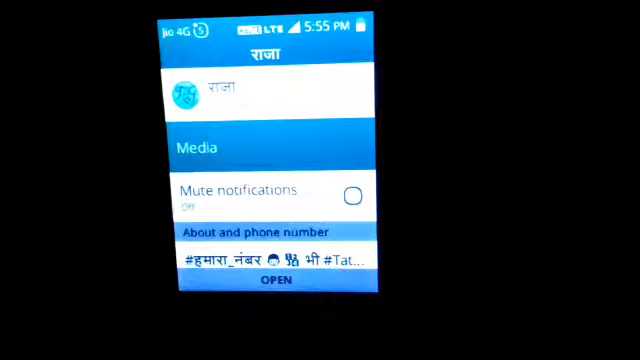 Jio 4G 5:55 PM
LTE
राजा
राजा
Media
Mute notifications
Off
About and phone number
#हमारा_नंबर 👨 🔢 भी #Tat...
OPEN